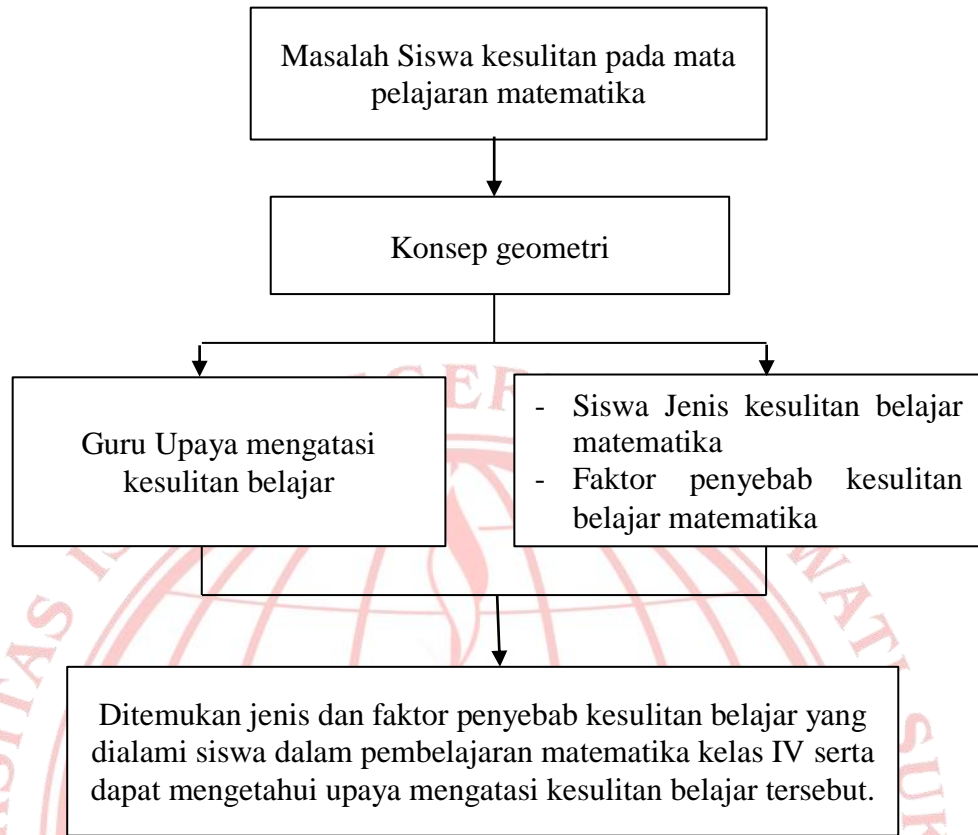 Masalah Siswa kesulitan pada mata
pelajaran matematika
Konsep geometri
Guru Upaya mengatasi
kesulitan belajar
- Siswa Jenis kesulitan belajar
matematika
- Faktor penyebab kesulitan
belajar matematika
Ditemukan jenis dan faktor penyebab kesulitan belajar yang
dialami siswa dalam pembelajaran matematika kelas IV serta
dapat mengetahui upaya mengatasi kesulitan belajar tersebut.